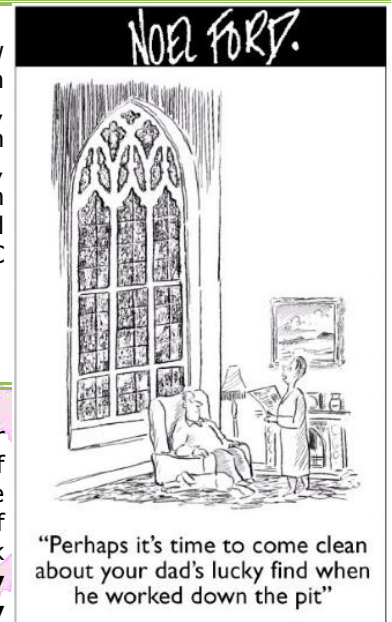 NOEL FORD.
"Perhaps it's time to come clean
about your dad's lucky find when
he worked down the pit"